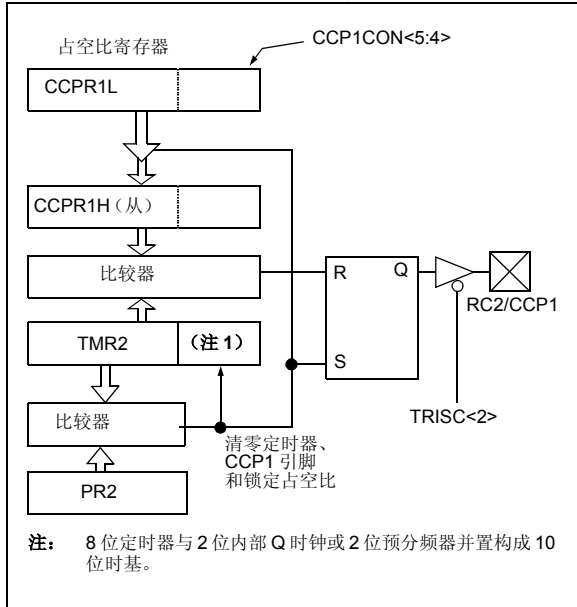 占空比寄存器
CCP1CON<5:4>
CCPR1L
CCPR1H（从）
比较器
R
Q
RC2/CCP1
TMR2
（注 1）
S
TRISC<2>
比较器
清零定时器、
CCP1 引脚
和锁定占空比
PR2
注： 8 位定时器与 2 位内部 Q 时钟或 2 位预分频器并置构成 10
位时基。